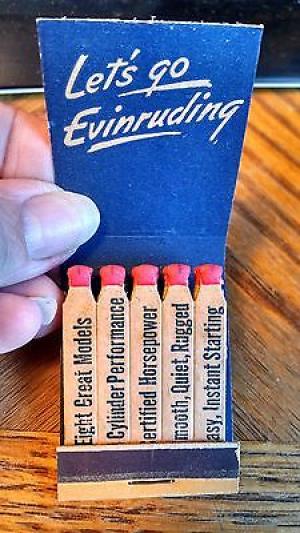 Let's go
Evinruding
Eight Great Models
Cylinder Performance
ertified Horsepower
mooth, Quiet, Rugged
asy, Instant Starting